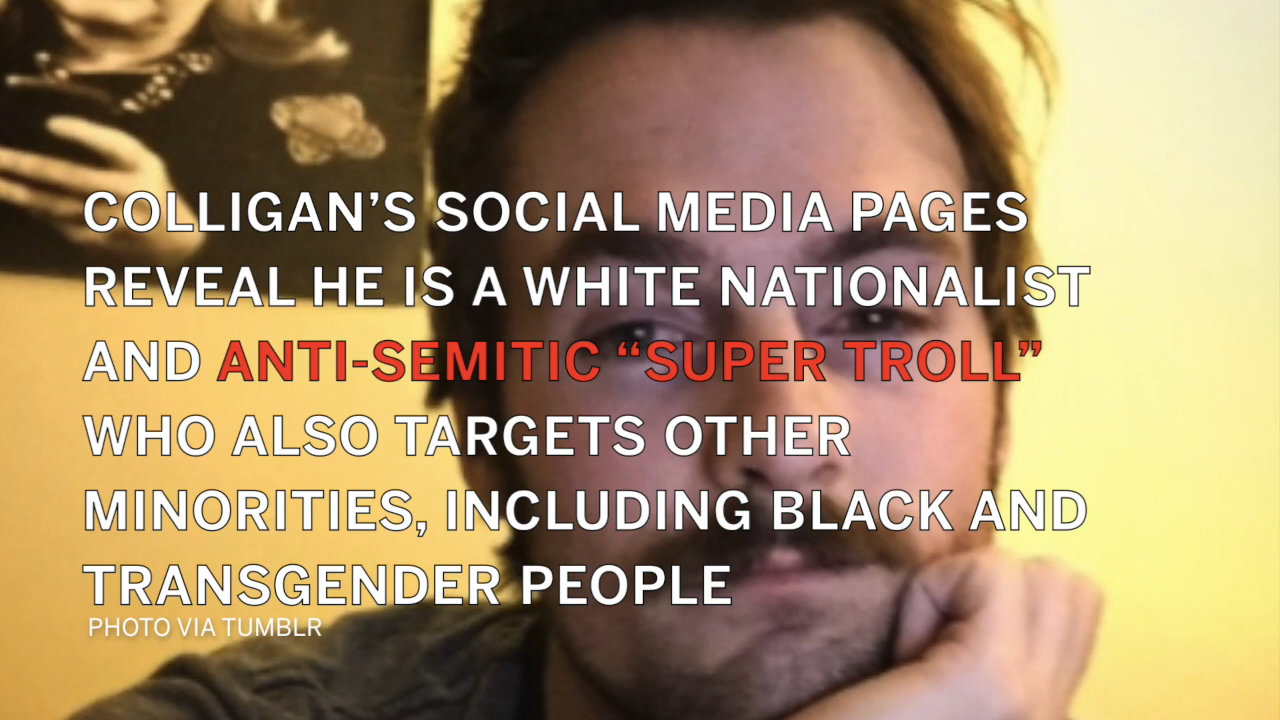 COLLIGAN’S SOCIAL MEDIA PAGES
REVEAL HE IS A WHITE NATIONALIST
AND ANTI-SEMITIC “SUPER TROLL”
WHO ALSO TARGETS OTHER
MINORITIES, INCLUDING BLACK AND
TRANSGENDER PEOPLE
PHOTO VIA TUMBLR